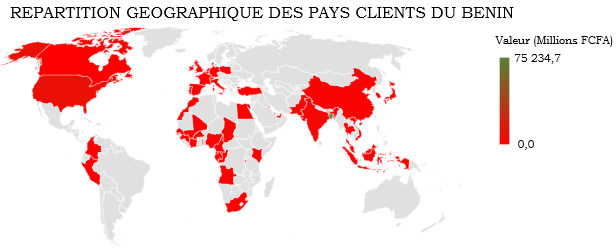 REPARTITION GEOGRAPHIQUE DES PAYS CLIENTS DU BENIN
Valeur (Millions FCFA)
75 234,7
0,0